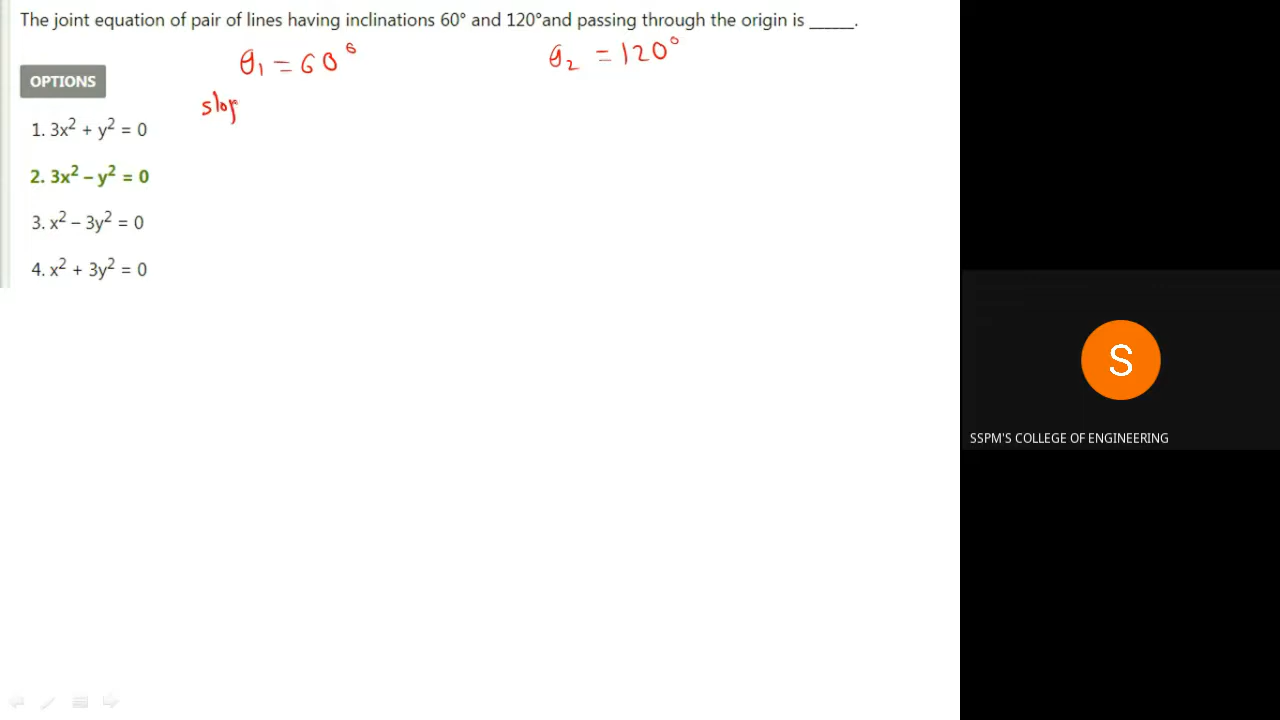 The joint equation of pair of lines having inclinations 60° and 120°and passing through the origin is _____.
θ₁ = 60° θ₂ = 120°
OPTIONS
slop
1. 3x² + y² = 0
2. 3x² – y² = 0
3. x² – 3y² = 0
4. x² + 3y² = 0
S
SSPM'S COLLEGE OF ENGINEERING